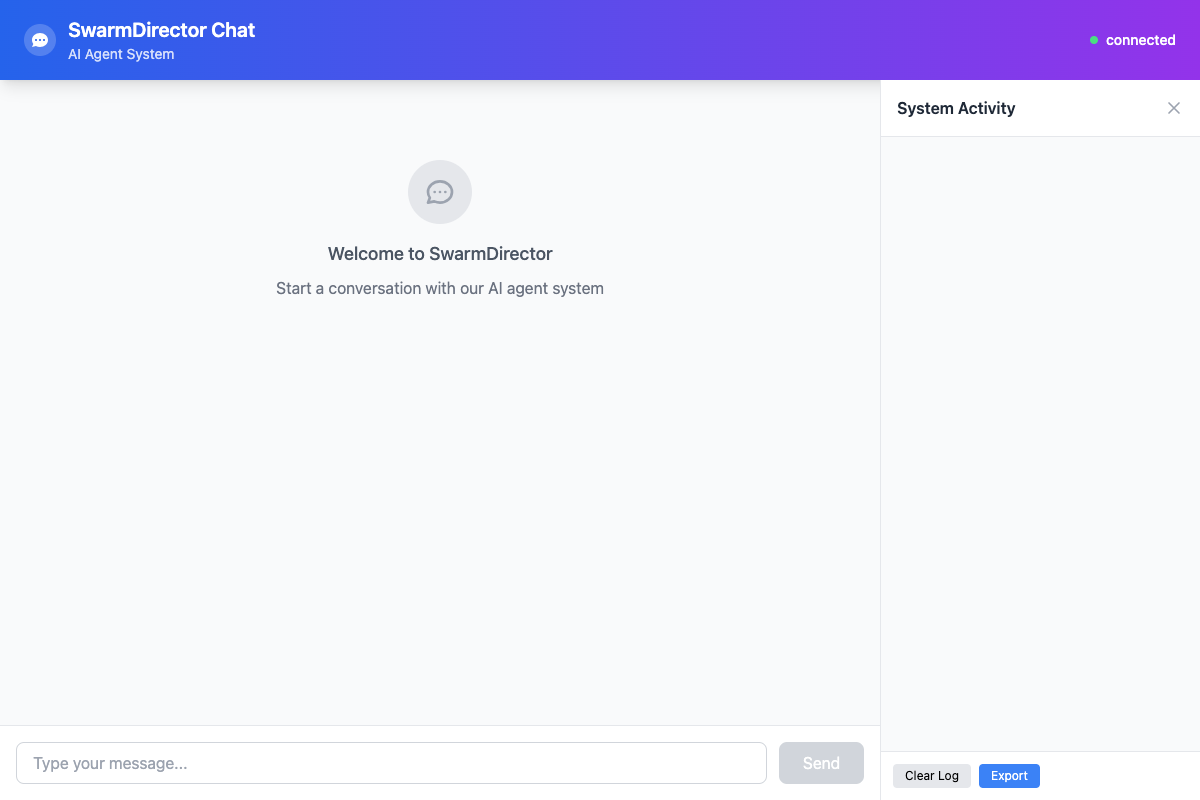 SwarmDirector Chat
AI Agent System
connected
System Activity
Welcome to SwarmDirector
Start a conversation with our AI agent system
Type your message...
Send
Clear Log
Export